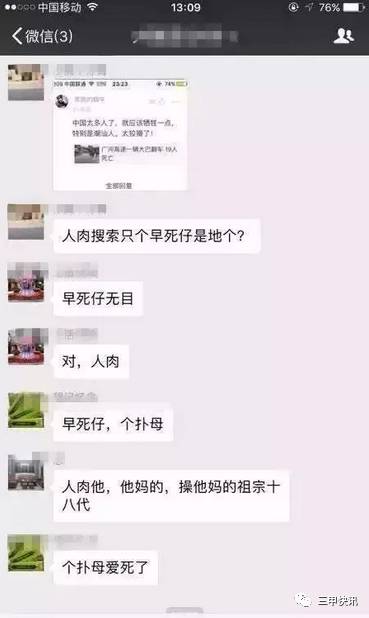 中国移动 13:09 76%
微信(3)
23:23
中国太多人了，就应该牺牲一点，
特别是潮汕人，太狡猾了！
广河高速一辆大巴翻车 19人
死亡
全部回复
人肉搜索只个早死仔是地个？
早死仔无目
对，人肉
早死仔，个扑母
人肉他，他妈的，操他妈的祖宗十
八代
个扑母爱死了
三甲快讯